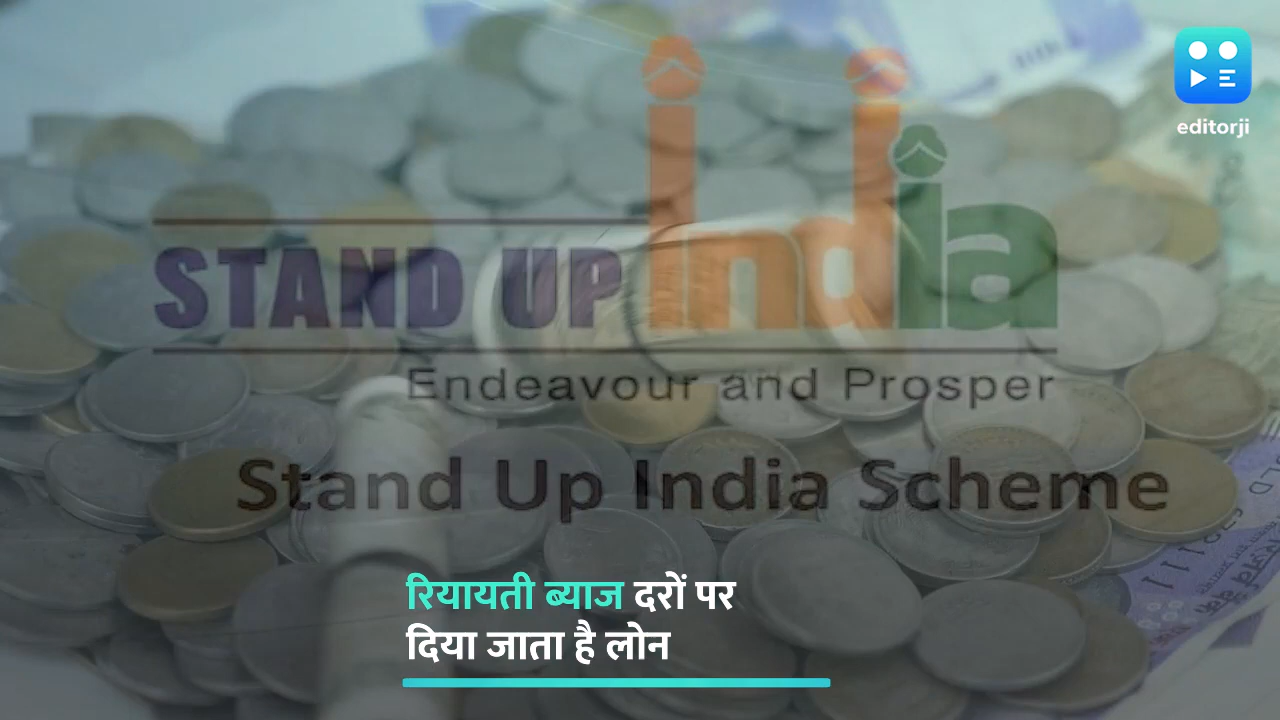 editorji
STAND UP india
Endeavour and Prosper
Stand Up India Scheme
रियायती ब्याज दरों पर
दिया जाता है लोन